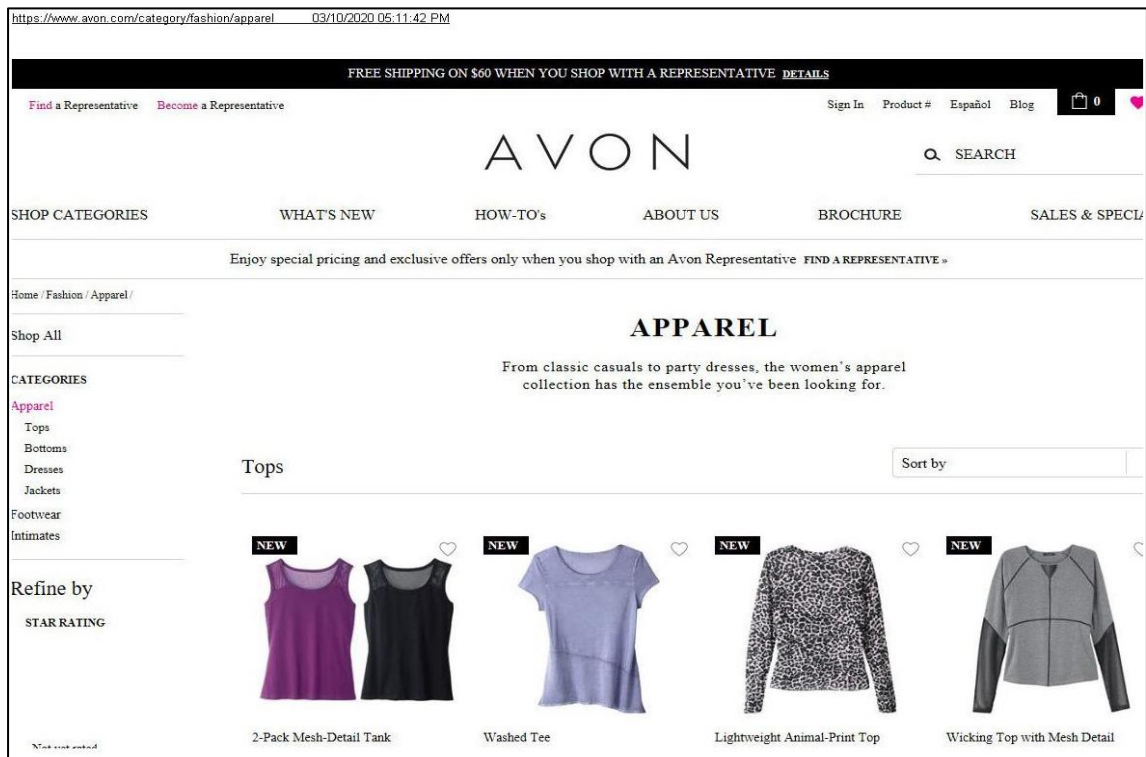 https://www.avon.com/category/fashion/apparel 03/10/2020 05:11:42 PM
FREE SHIPPING ON $60 WHEN YOU SHOP WITH A REPRESENTATIVE DETAILS
Find a Representative Become a Representative Sign In Product # Español Blog 0
AVON
SEARCH
SHOP CATEGORIES WHAT'S NEW HOW-TO's ABOUT US BROCHURE SALES & SPECIA
Enjoy special pricing and exclusive offers only when you shop with an Avon Representative FIND A REPRESENTATIVE »
Home / Fashion / Apparel /
Shop All
CATEGORIES
Apparel
Tops
Bottoms
Dresses
Jackets
Footwear
Intimates
Refine by
STAR RATING
Not yet rated
APPAREL
From classic casuals to party dresses, the women's apparel
collection has the ensemble you've been looking for.
Tops Sort by
NEW NEW NEW NEW
2-Pack Mesh-Detail Tank Washed Tee Lightweight Animal-Print Top Wicking Top with Mesh Detail